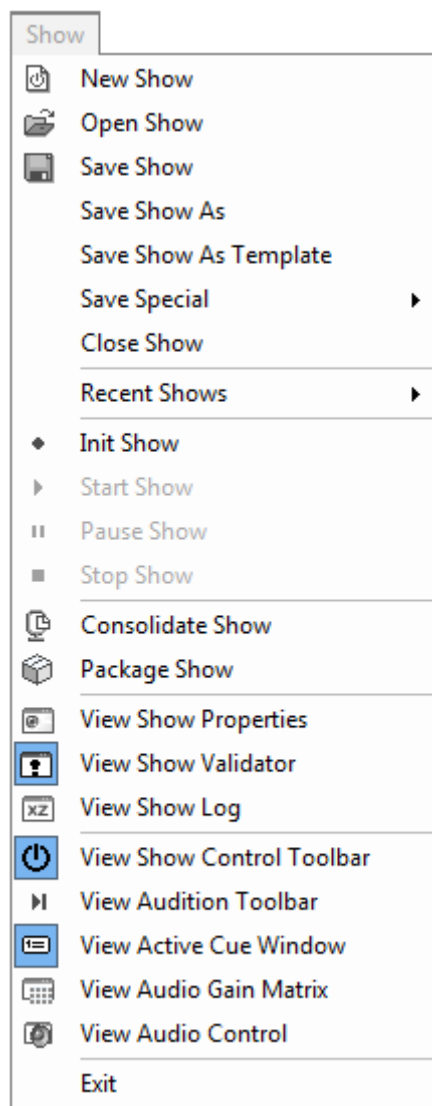 Show
New Show
Open Show
Save Show
Save Show As
Save Show As Template
Save Special
Close Show
Recent Shows
Init Show
Start Show
Pause Show
Stop Show
Consolidate Show
Package Show
View Show Properties
View Show Validator
View Show Log
View Show Control Toolbar
View Audition Toolbar
View Active Cue Window
View Audio Gain Matrix
View Audio Control
Exit